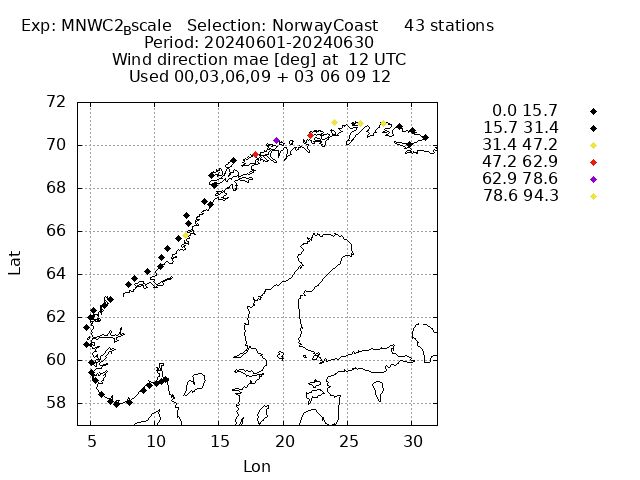 Exp: MNWC2Bscale Selection: NorwayCoast 43 stations
Period: 20240601-20240630
Wind direction mae [deg] at 12 UTC
Used 00,03,06,09 + 03 06 09 12
72
70
68
66
64
62
60
58
5 10 15 20 25 30
Lat
Lon
0.0 15.7
15.7 31.4
31.4 47.2
47.2 62.9
62.9 78.6
78.6 94.3